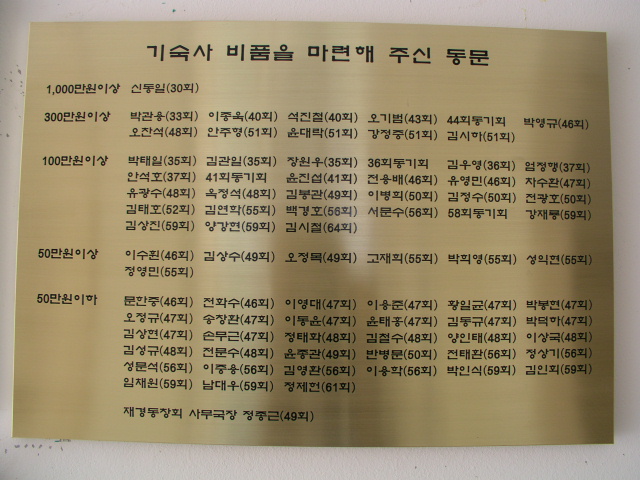 기숙사 비품을 마련해 주신 동문
1,000만원이상 신동일(30회)
300만원이상 박관용(33회) 이종옥(40회) 석진철(40회) 오기범(43회) 44회동기회 박영규(46회)
오찬석(48회) 안주형(51회) 윤대락(51회) 강정중(51회) 김시하(51회)
100만원이상 박태일(35회) 김관일(35회) 장원우(35회) 36회동기회 김우영(36회) 엄정행(37회)
안석호(37회) 41회동기회 윤진섭(41회) 전용배(46회) 유영민(46회) 차수환(47회)
유광수(48회) 옥정석(48회) 김봉관(49회) 이병희(50회) 김정수(50회) 전광호(50회)
김태호(52회) 김연학(55회) 백경호(56회) 서문수(56회) 58회동기회 강재룡(59회)
김상진(59회) 양강현(59회) 김시철(64회)
50만원이상 이수훤(46회) 김상수(49회) 오정목(49회) 고재희(55회) 박희영(55회) 성익현(55회)
정영민(55회)
50만원이하 문한중(46회) 전화수(46회) 이영대(47회) 이용준(47회) 황일균(47회) 박봉현(47회)
오정규(47회) 송장환(47회) 이동윤(47회) 윤태홍(47회) 김동규(47회) 박덕하(47회)
김상현(47회) 손무근(47회) 정태화(48회) 김철수(48회) 양인태(48회) 이상국(48회)
김성규(48회) 전문수(48회) 윤종관(49회) 반병문(50회) 전태환(56회) 정상기(56회)
성문석(56회) 이중용(56회) 김영환(56회) 이용학(56회) 박인식(59회) 김인회(59회)
임채원(59회) 남대우(59회) 정제헌(61회)
재경동창회 사무국장 정종근(49회)